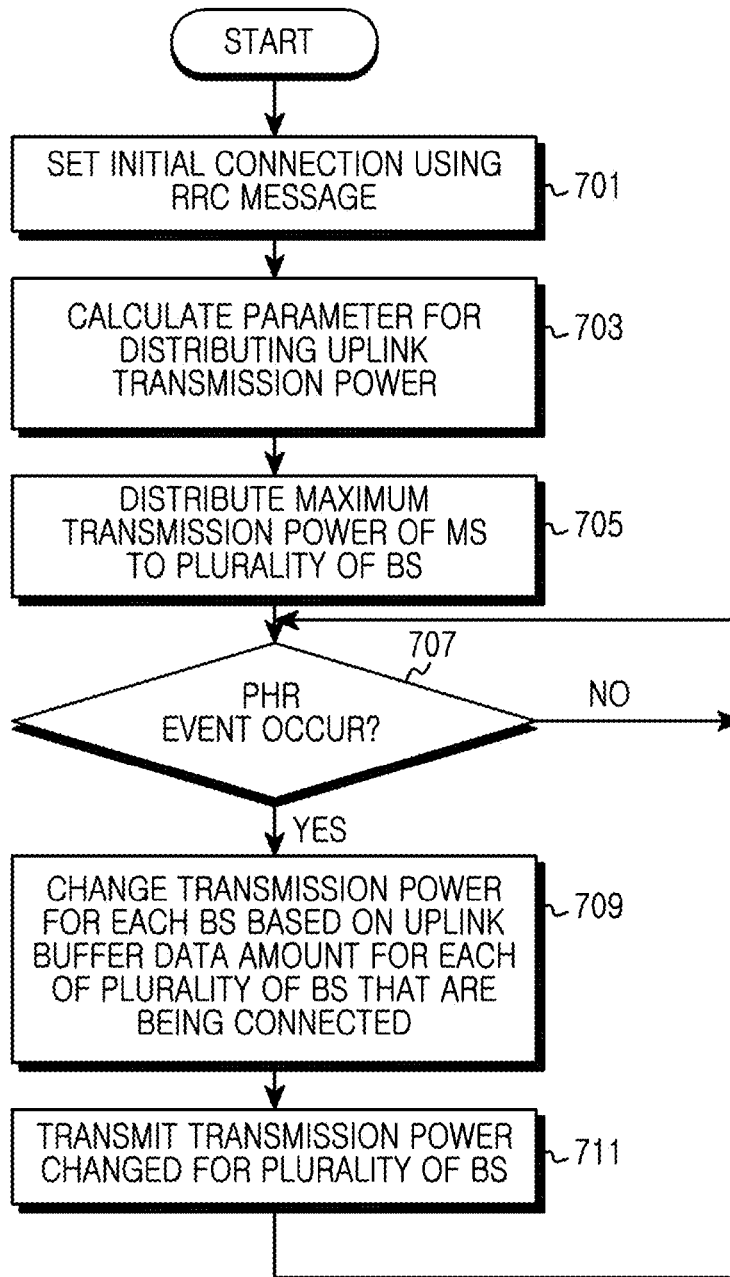 START
SET INITIAL CONNECTION USING
RRC MESSAGE
701
CALCULATE PARAMETER FOR
DISTRIBUTING UPLINK
TRANSMISSION POWER
703
DISTRIBUTE MAXIMUM
TRANSMISSION POWER OF MS
TO PLURALITY OF BS
705
707
PHR
EVENT OCCUR?
NO
YES
CHANGE TRANSMISSION POWER
FOR EACH BS BASED ON UPLINK
BUFFER DATA AMOUNT FOR EACH
OF PLURALITY OF BS THAT ARE
BEING CONNECTED
709
TRANSMIT TRANSMISSION POWER
CHANGED FOR PLURALITY OF BS
711